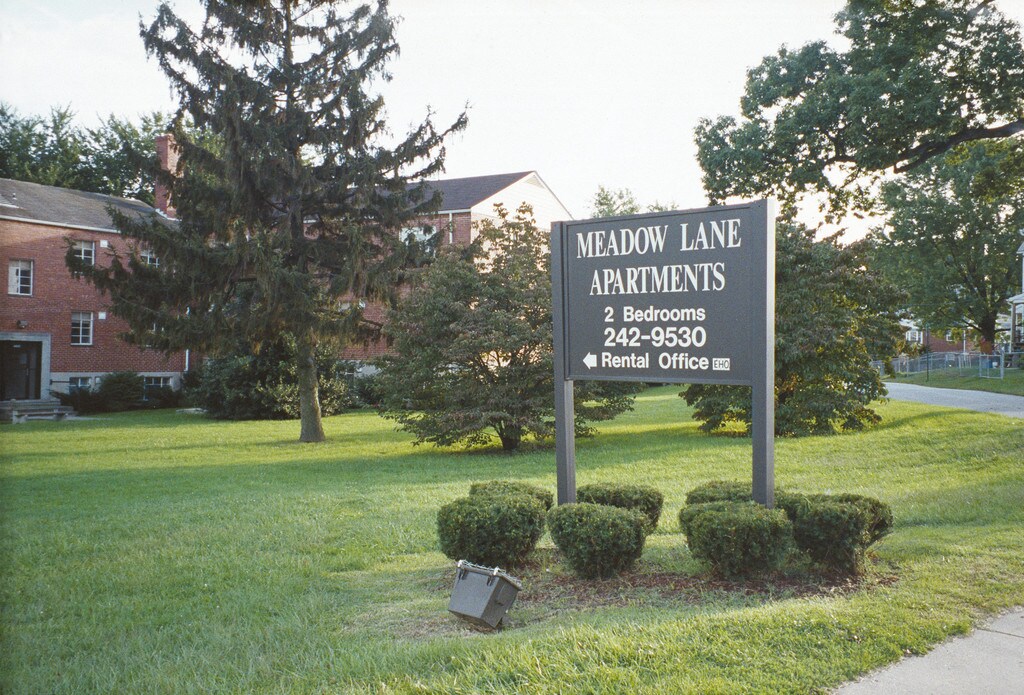 MEADOW LANE
APARTMENTS
2 Bedrooms
242-9530
Rental Office EHO